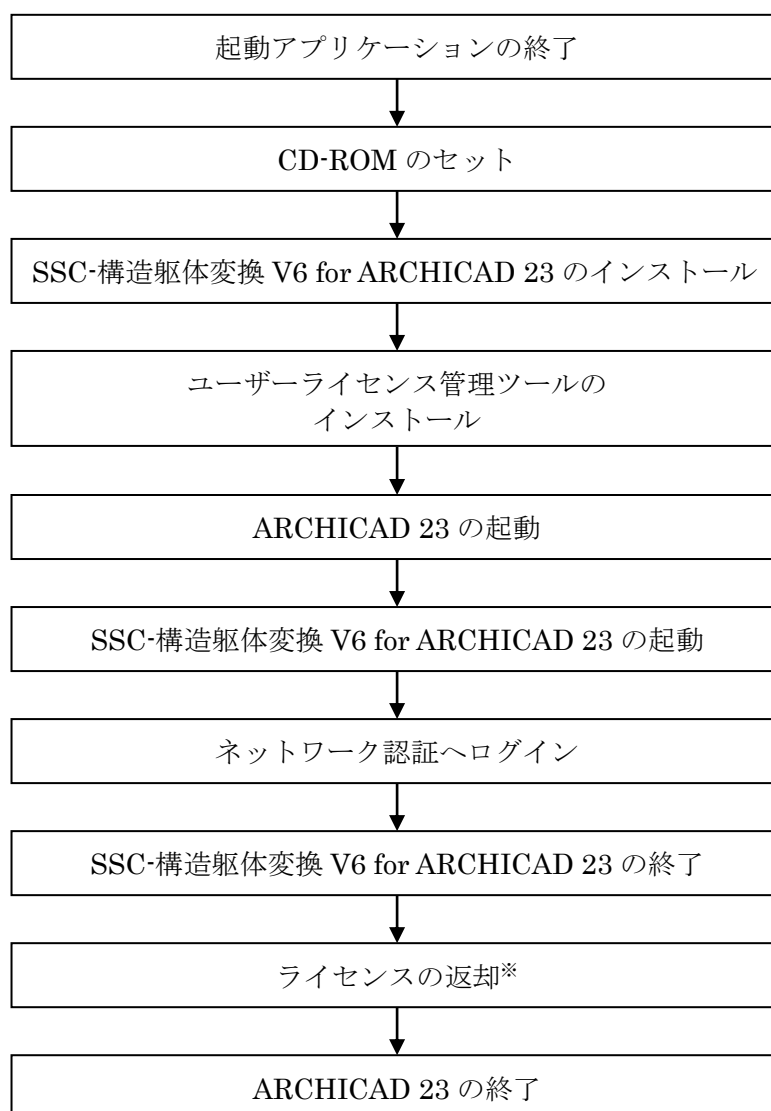 起動アプリケーションの終了
CD-ROM のセット
SSC-構造躯体変換 V6 for ARCHICAD 23 のインストール
ユーザーライセンス管理ツールの
インストール
ARCHICAD 23 の起動
SSC-構造躯体変換 V6 for ARCHICAD 23 の起動
ネットワーク認証へログイン
SSC-構造躯体変換 V6 for ARCHICAD 23 の終了
ライセンスの返却※
ARCHICAD 23 の終了